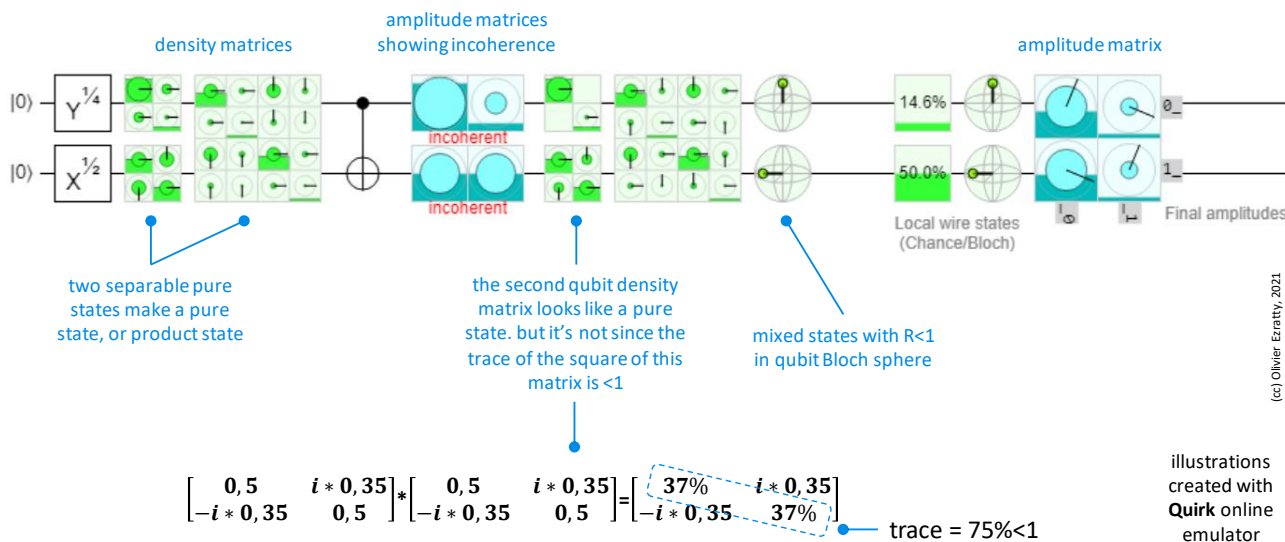 density matrices
amplitude matrices
showing incoherence
amplitude matrix
|0⟩ Y^¼
|0⟩ X^½
incoherent
incoherent
14.6%
50.0%
0_
1_
_0
_1
Local wire states
(Chance/Bloch)
Final amplitudes
two separable pure
states make a pure
state, or product state
the second qubit density
matrix looks like a pure
state. but it's not since the
trace of the square of this
matrix is <1
mixed states with R<1
in qubit Bloch sphere
(cc) Olivier Ezratty, 2021
[0,5 i * 0,35] * [0,5 i * 0,35] = [37% i * 0,35]
[−i * 0,35 0,5] [−i * 0,35 0,5] [−i * 0,35 37%]
trace = 75%<1
illustrations
created with
Quirk online
emulator